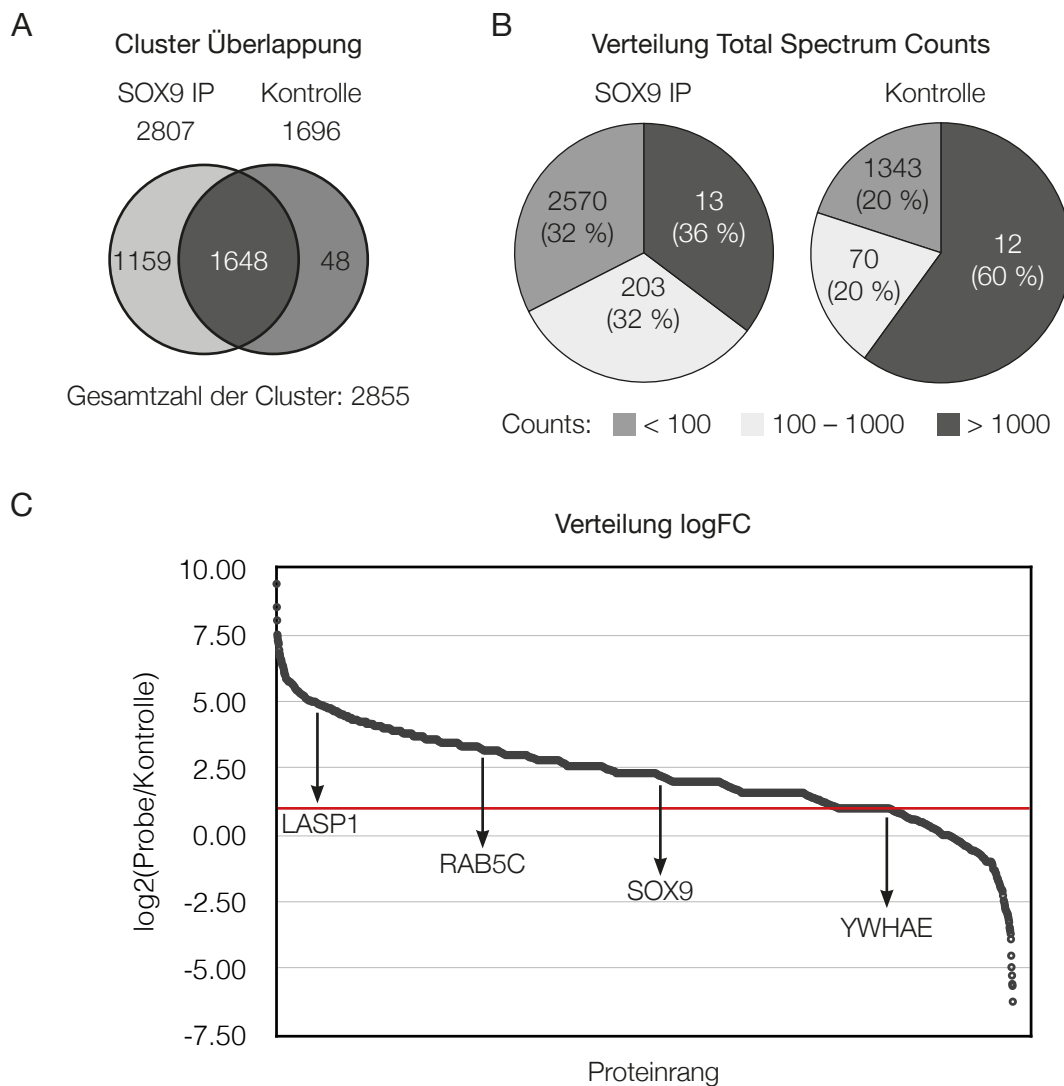 A
Cluster Überlappung
SOX9 IP
Kontrolle
2807
1696
1159
1648
48
Gesamtzahl der Cluster: 2855
B
Verteilung Total Spectrum Counts
SOX9 IP
Kontrolle
2570
(32 %)
13
(36 %)
203
(32 %)
1343
(20 %)
70
(20 %)
12
(60 %)
Counts:
< 100
100 – 1000
> 1000
C
Verteilung logFC
log2(Probe/Kontrolle)
10.00
7.50
5.00
2.50
0.00
-2.50
-5.00
-7.50
LASP1
RAB5C
SOX9
YWHAE
Proteinrang